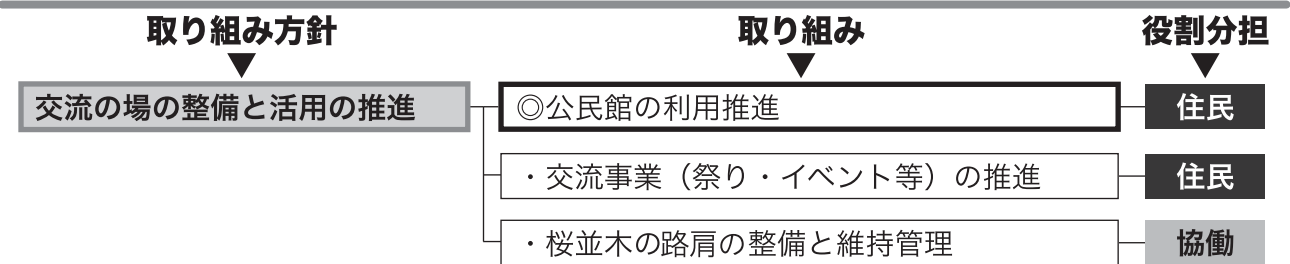 取り組み方針 取り組み 役割分担
▼ ▼ ▼
交流の場の整備と活用の推進 ◎公民館の利用推進 住民
・交流事業（祭り・イベント等）の推進 住民
・桜並木の路肩の整備と維持管理 協働